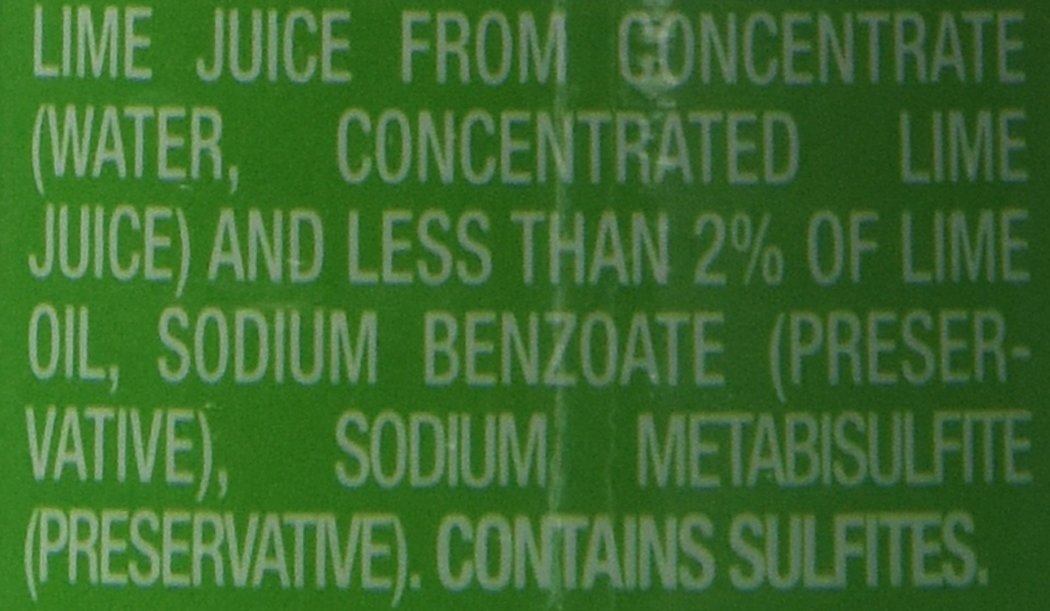 LIME JUICE FROM CONCENTRATE
(WATER, CONCENTRATED LIME
JUICE) AND LESS THAN 2% OF LIME
OIL, SODIUM BENZOATE (PRESER-
VATIVE), SODIUM METABISULFITE
(PRESERVATIVE). CONTAINS SULFITES.